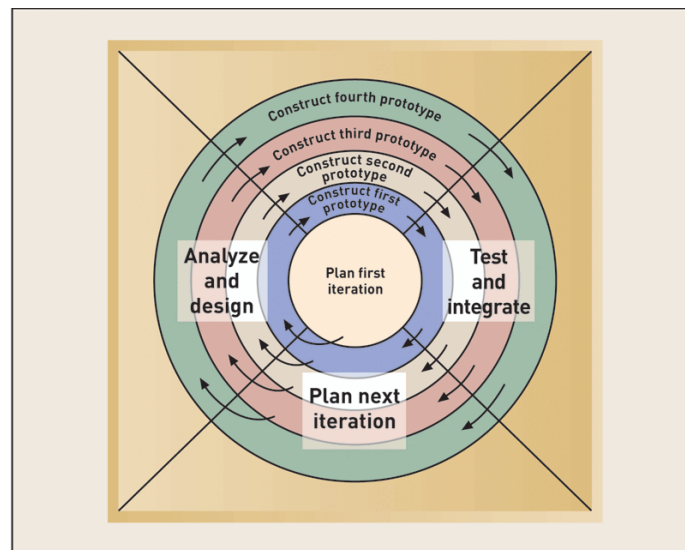 Construct fourth prototype
Construct third prototype
Construct second
prototype
Construct first
prototype
Analyze
and
design
Plan first
iteration
Test
and
integrate
Plan next
iteration